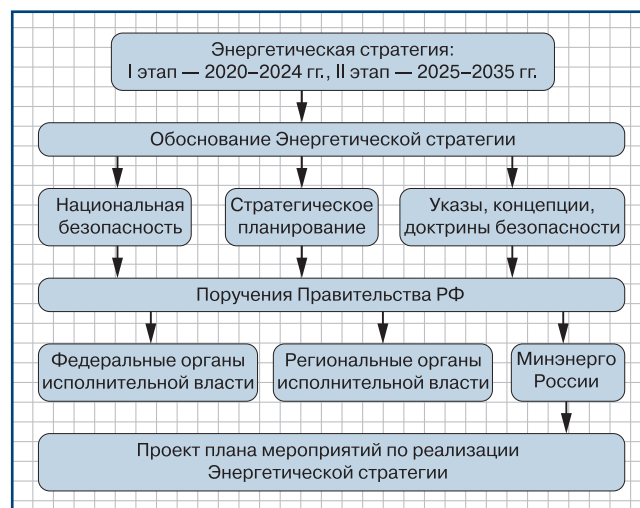 Энергетическая стратегия:
I этап — 2020–2024 гг., II этап — 2025–2035 гг.
Обоснование Энергетической стратегии
Национальная
безопасность
Стратегическое
планирование
Указы, концепции,
доктрины безопасности
Поручения Правительства РФ
Федеральные органы
исполнительной власти
Региональные органы
исполнительной власти
Минэнерго
России
Проект плана мероприятий по реализации
Энергетической стратегии